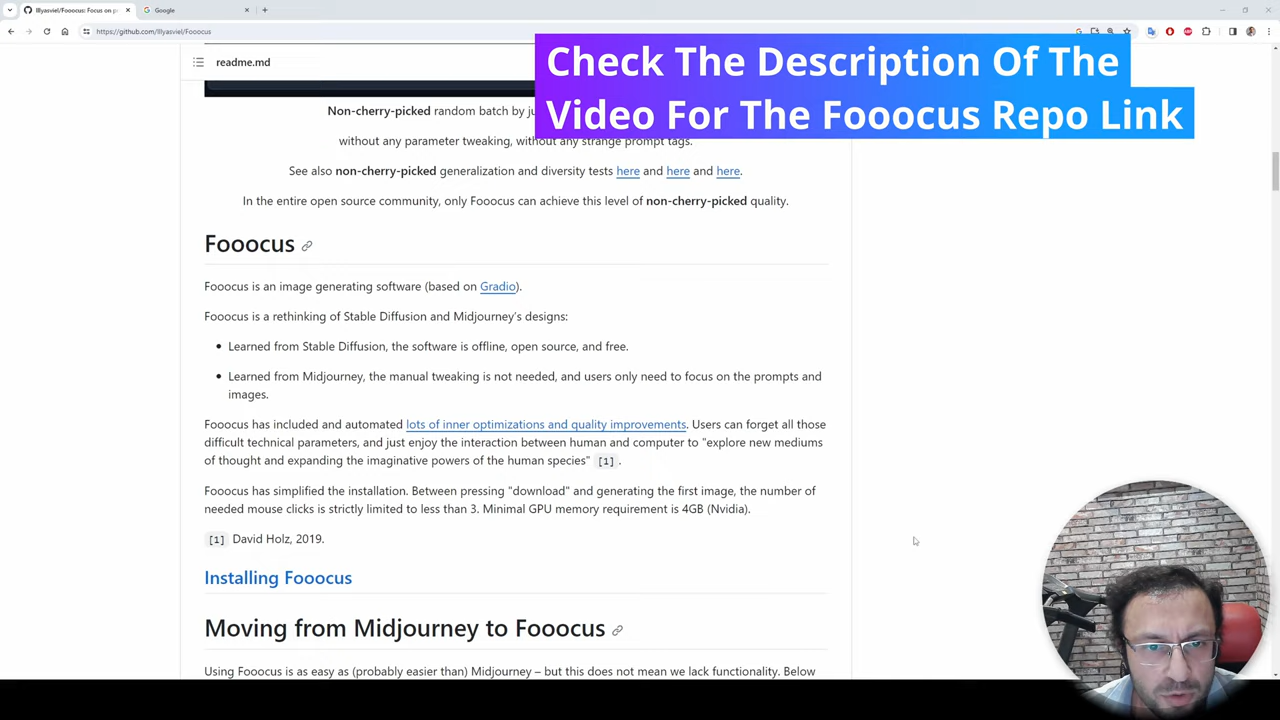 lllyasviel/Fooocus: Focus on p
Google
https://github.com/lllyasviel/Fooocus
readme.md
Check The Description Of The
Video For The Fooocus Repo Link
Non-cherry-picked random batch by
without any parameter tweaking, without any strange prompt tags.
See also non-cherry-picked generalization and diversity tests here and here and here.
In the entire open source community, only Fooocus can achieve this level of non-cherry-picked quality.
Fooocus
Fooocus is an image generating software (based on Gradio).
Fooocus is a rethinking of Stable Diffusion and Midjourney's designs:
• Learned from Stable Diffusion, the software is offline, open source, and free.
• Learned from Midjourney, the manual tweaking is not needed, and users only need to focus on the prompts and
images.
Fooocus has included and automated lots of inner optimizations and quality improvements. Users can forget all those
difficult technical parameters, and just enjoy the interaction between human and computer to "explore new mediums
of thought and expanding the imaginative powers of the human species" [1].
Fooocus has simplified the installation. Between pressing "download" and generating the first image, the number of
needed mouse clicks is strictly limited to less than 3. Minimal GPU memory requirement is 4GB (Nvidia).
[1] David Holz, 2019.
Installing Fooocus
Moving from Midjourney to Fooocus
Using Fooocus is as easy as (probably easier than) Midjourney – but this does not mean we lack functionality. Below